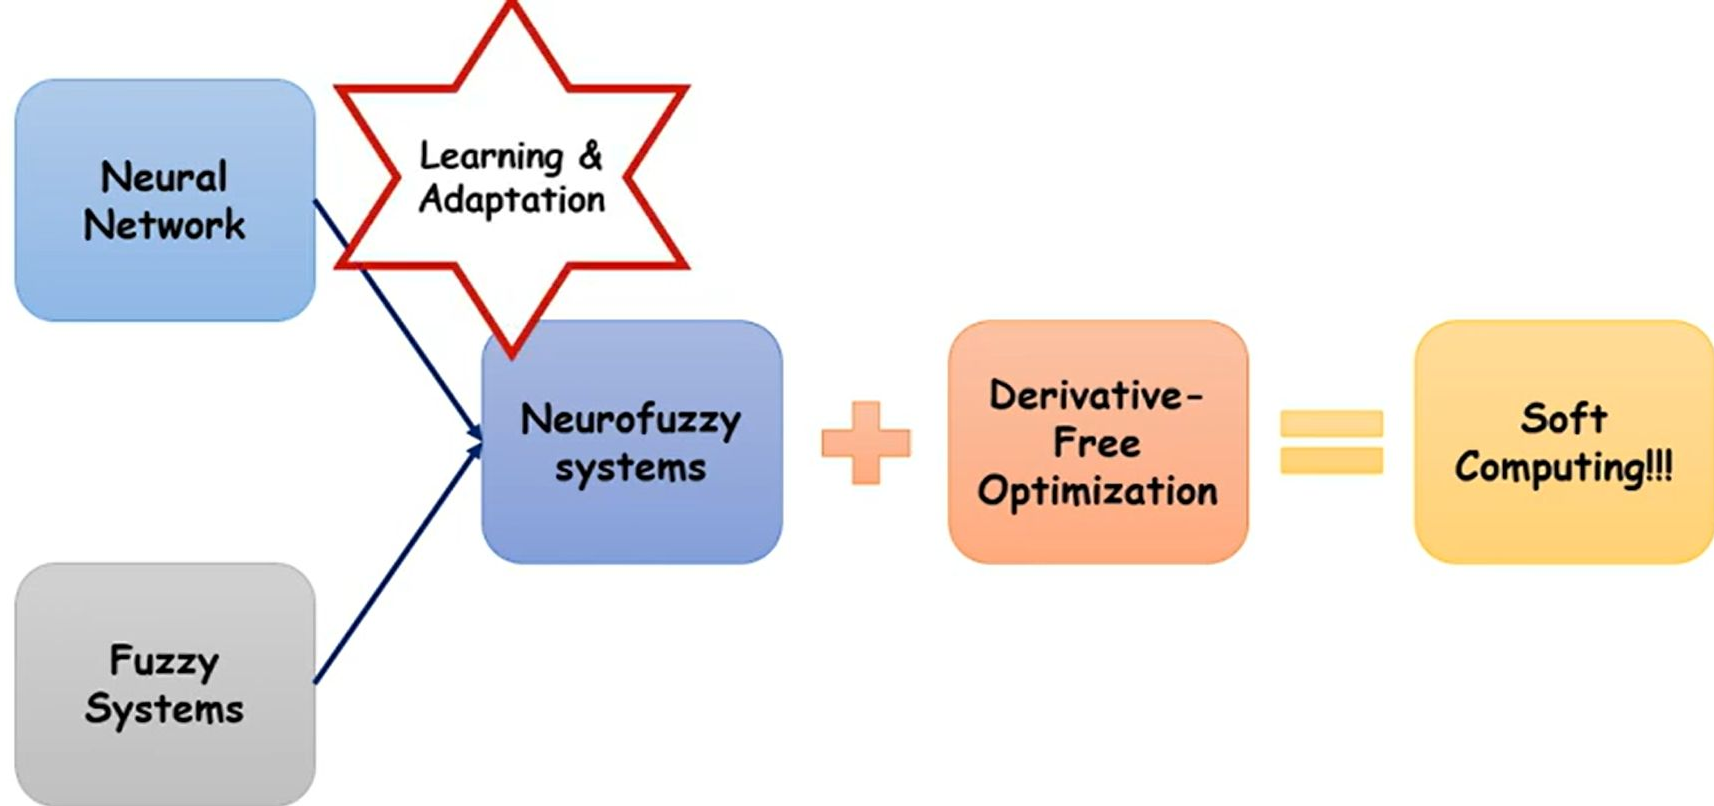 Neural
Network
Learning &
Adaptation
Neurofuzzy
systems
Derivative-
Free
Optimization
Soft
Computing!!!
Fuzzy
Systems